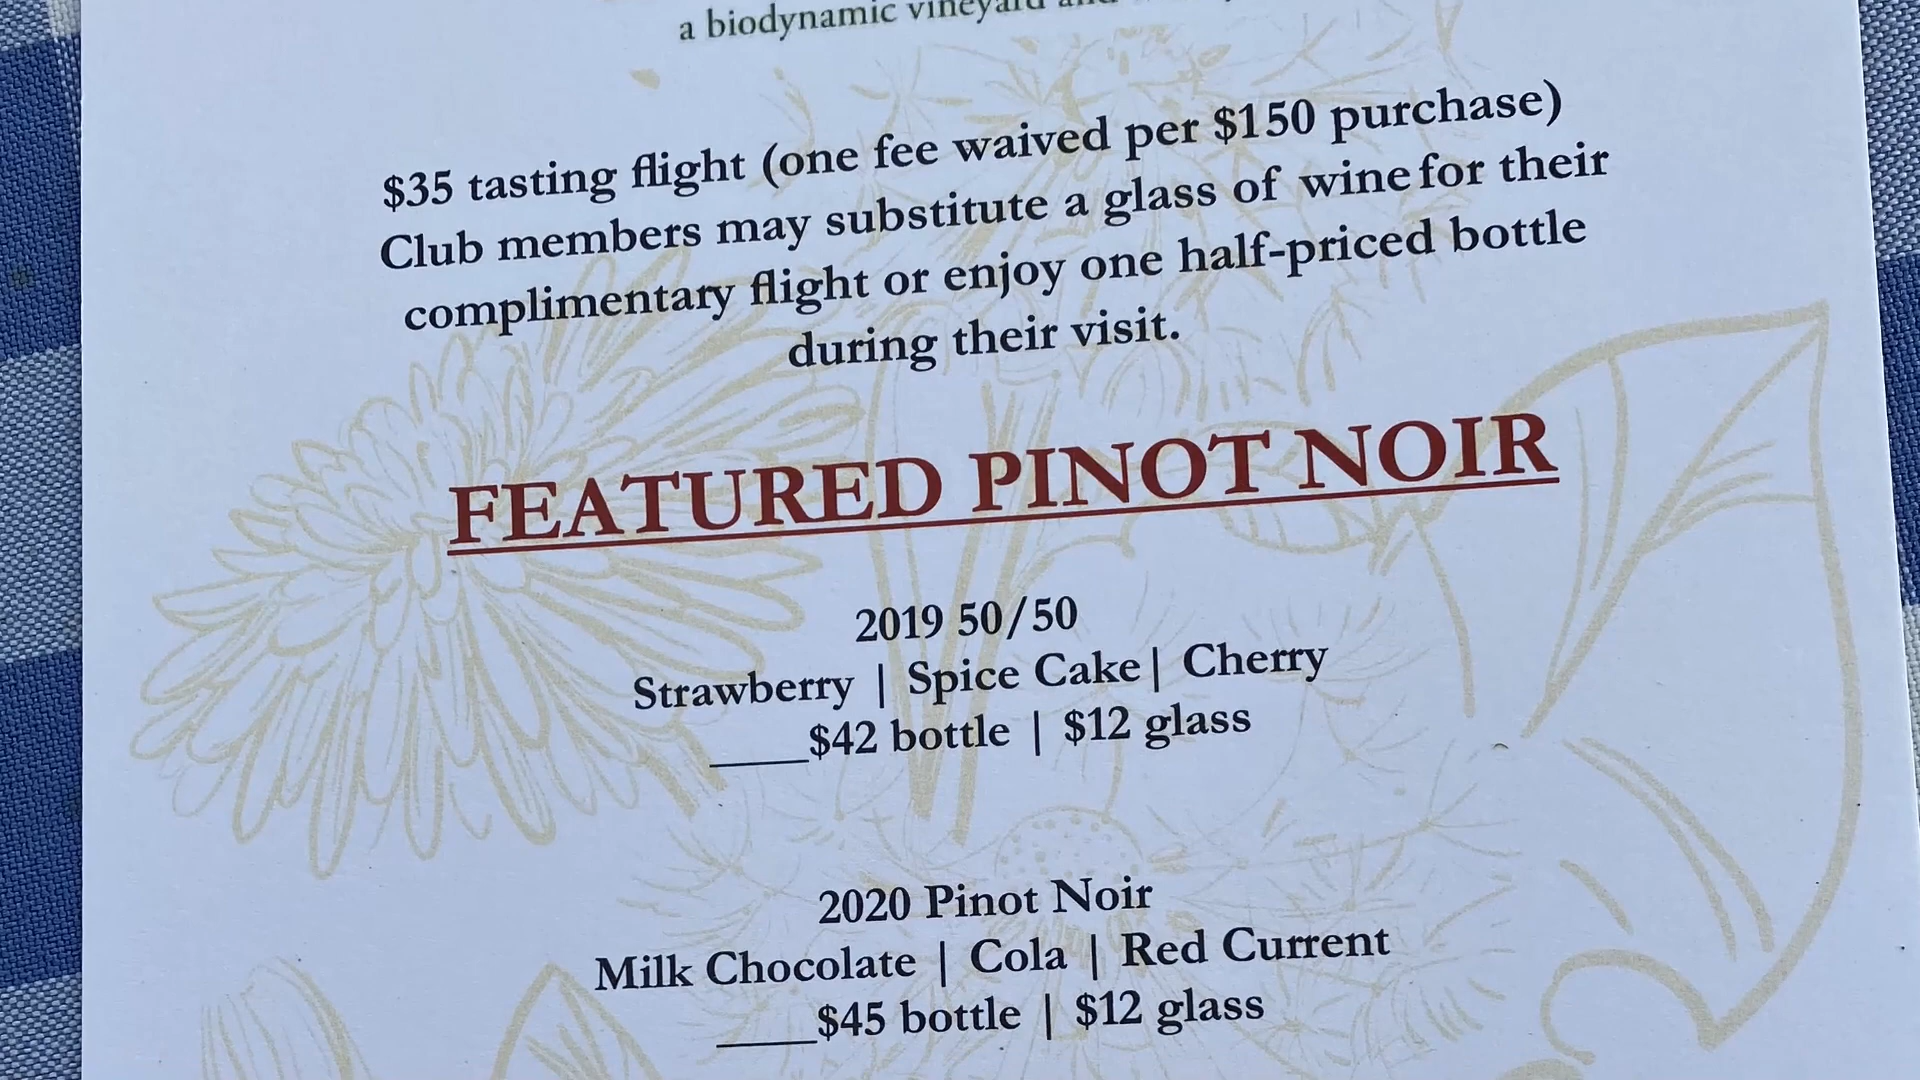 a biodynamic vineyard and
$35 tasting flight (one fee waived per $150 purchase)
Club members may substitute a glass of wine for their
complimentary flight or enjoy one half-priced bottle
during their visit.
FEATURED PINOT NOIR
2019 50/50
Strawberry | Spice Cake | Cherry
____$42 bottle | $12 glass
2020 Pinot Noir
Milk Chocolate | Cola | Red Current
____$45 bottle | $12 glass